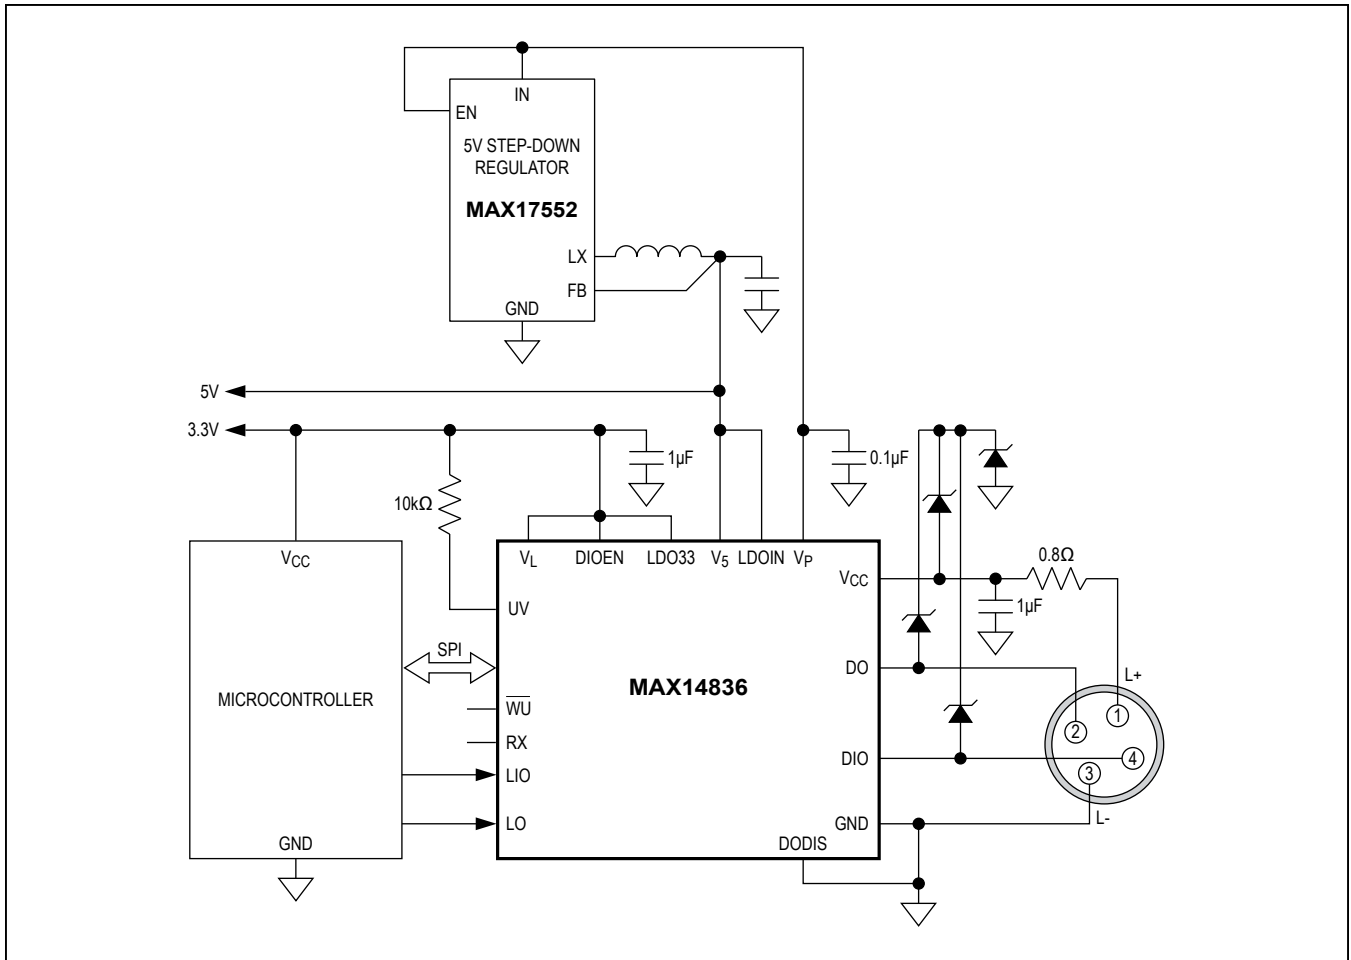 IN
EN
5V STEP-DOWN
REGULATOR
MAX17552
LX
FB
GND
5V
3.3V
1µF
0.1µF
10kΩ
VCC
VL
DIOEN
LDO33
V5
LDOIN
VP
VCC
0.8Ω
1µF
UV
SPI
MICROCONTROLLER
MAX14836
DO
L+
1
2
WU
RX
DIO
4
3
LIO
L-
LO
GND
GND
DODIS